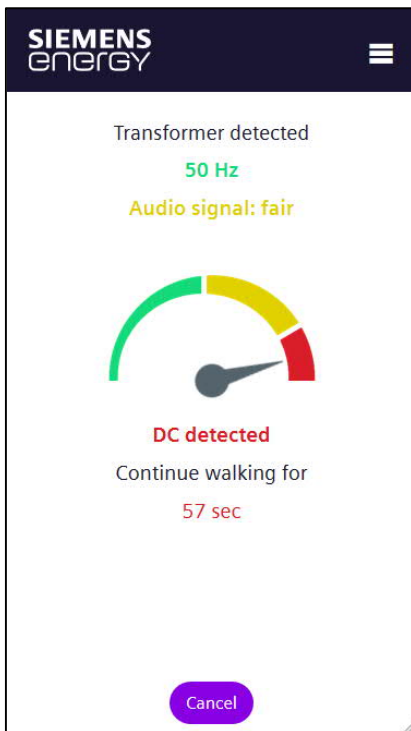 SIEMENS
energy
Transformer detected
50 Hz
Audio signal: fair
DC detected
Continue walking for
57 sec
Cancel